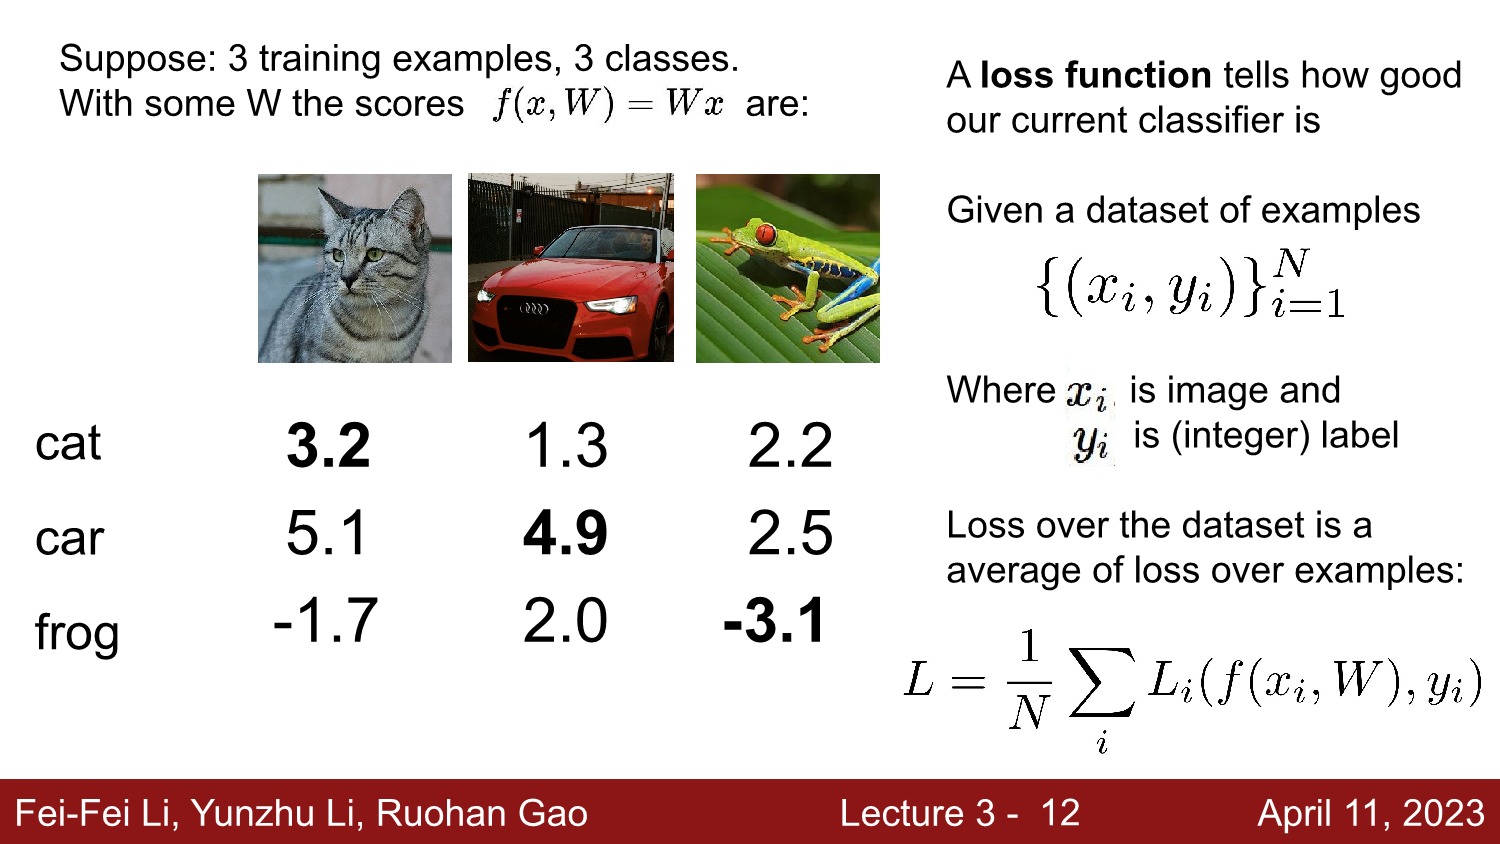 Suppose: 3 training examples, 3 classes.
With some W the scores f(x, W) = Wx are:
cat 3.2 1.3 2.2
car 5.1 4.9 2.5
frog -1.7 2.0 -3.1
A loss function tells how good
our current classifier is
Given a dataset of examples
{(x_i, y_i)}_{i=1}^N
Where x_i is image and
y_i is (integer) label
Loss over the dataset is a
average of loss over examples:
L = \frac{1}{N} \sum_i L_i(f(x_i, W), y_i)
Fei-Fei Li, Yunzhu Li, Ruohan Gao Lecture 3 - 12 April 11, 2023